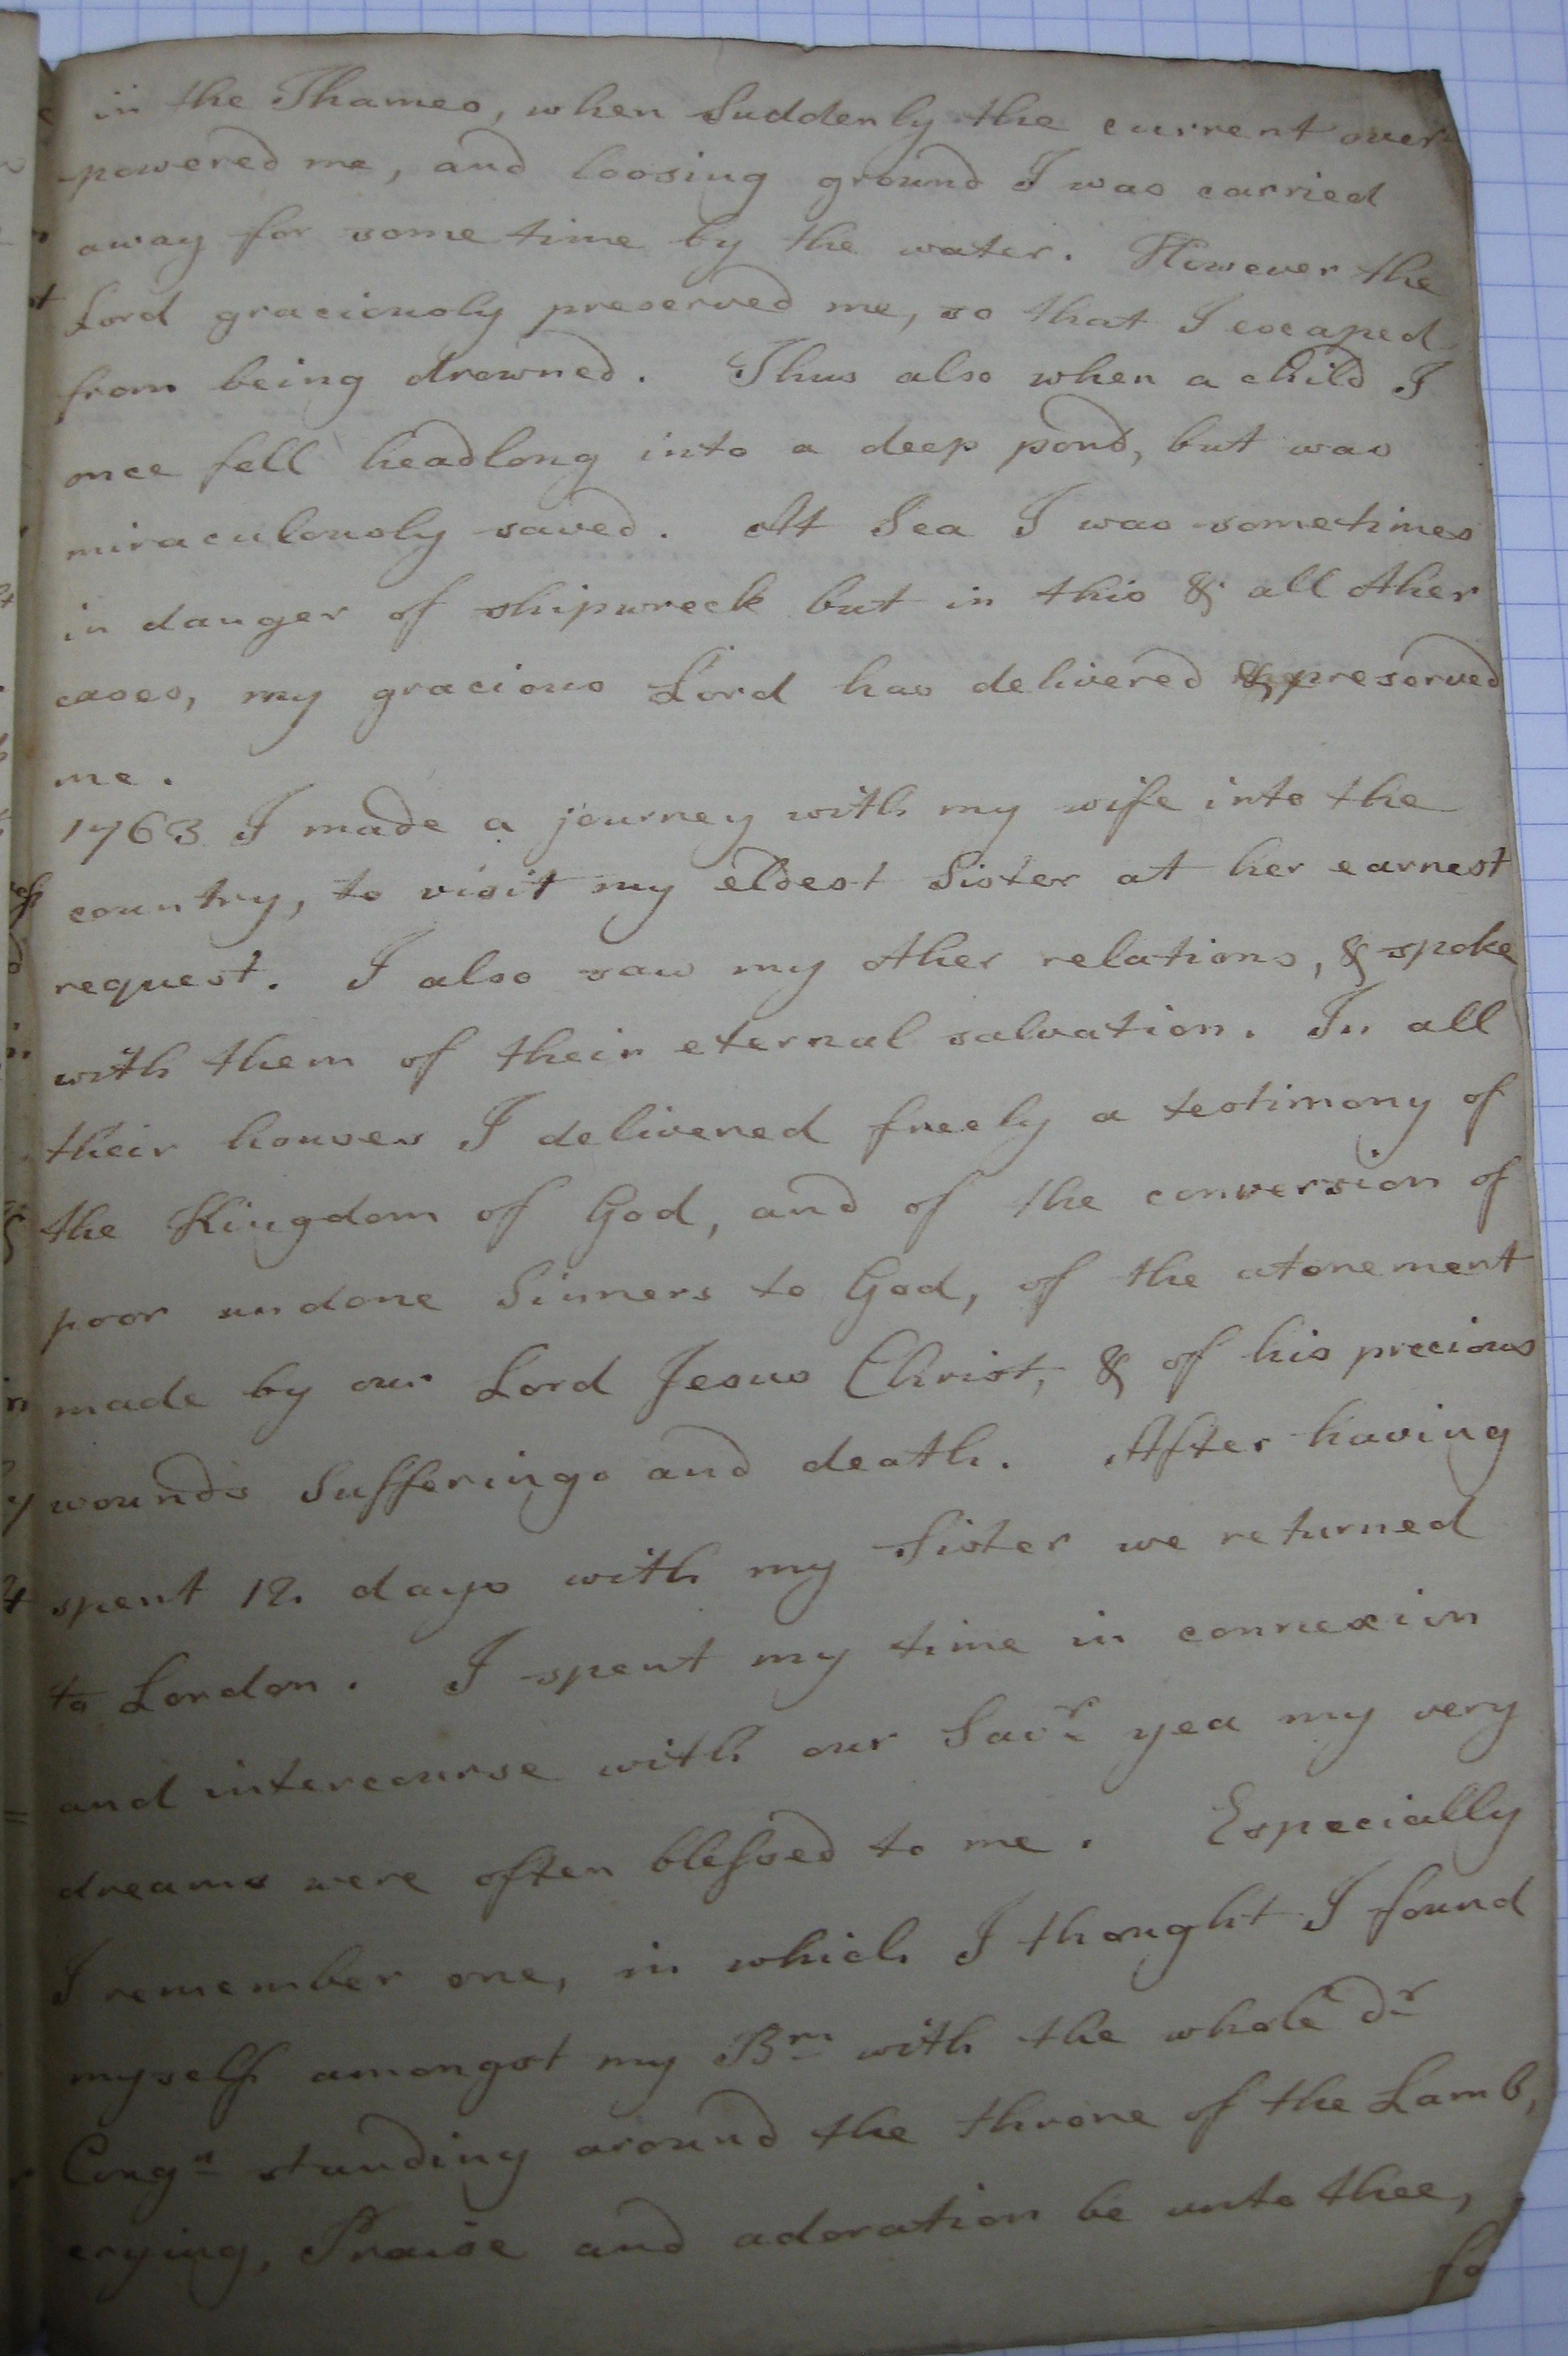 in the Thames, when Suddenly the current over-
-powered me, and loosing ground I was carried
away for some time by the water. However the
Lord graciously preserved me, so that I escaped
from being drowned. Thus also when a child I
once fell headlong into a deep pond, but was
miraculously saved. At Sea I was sometimes
in danger of shipwreck but in this & all other
cases, my gracious Lord has delivered & preserved
me.
1763 I made a journey with my wife into the
country, to visit my eldest Sister at her earnest
request. I also saw my other relations, & spoke
with them of their eternal salvation. In all
their houses I delivered freely a testimony of
the Kingdom of God, and of the conversion of
poor undone Sinners to God, of the atonement
made by our Lord Jesus Christ, & of his precious
wounds Sufferings and death. After having
spent 12 days with my Sister we returned
to London. I spent my time in connexion
and intercourse with our Savr yea my very
dreams were often blessed to me. Especially
I remember one, in which I thought I found
myself amongst my Brn with the whole dr
Congn standing around the throne of the Lamb,
crying, Praise and adoration be unto thee,
fo